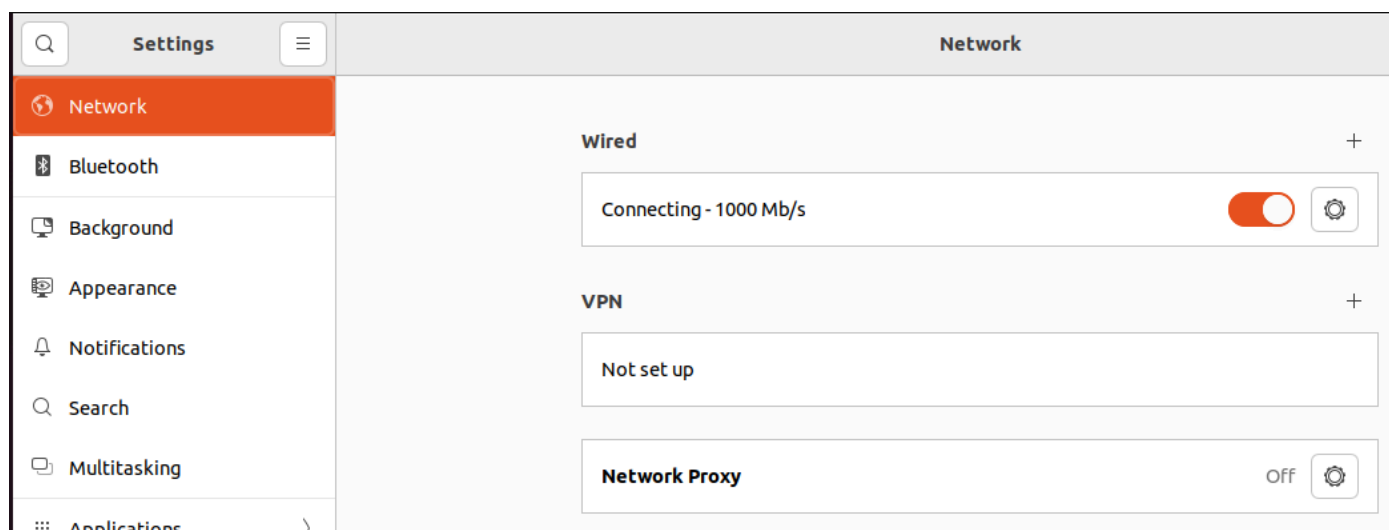 Settings
Network
Network
Bluetooth
Background
Appearance
Notifications
Search
Multitasking
Applications
Wired
Connecting - 1000 Mb/s
VPN
Not set up
Network Proxy
Off